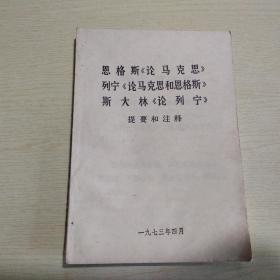 恩格斯《论马克思》
列宁《论马克思和恩格斯》
斯大林《论列宁》
提要和注释
一九七三年四月